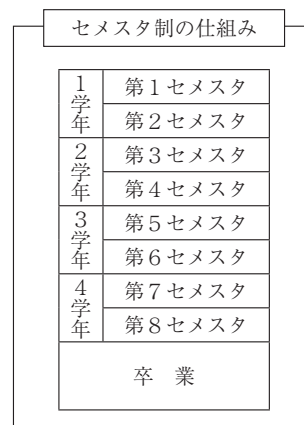 セメスタ制の仕組み
1学年
第1セメスタ
第2セメスタ
2学年
第3セメスタ
第4セメスタ
3学年
第5セメスタ
第6セメスタ
4学年
第7セメスタ
第8セメスタ
卒 業